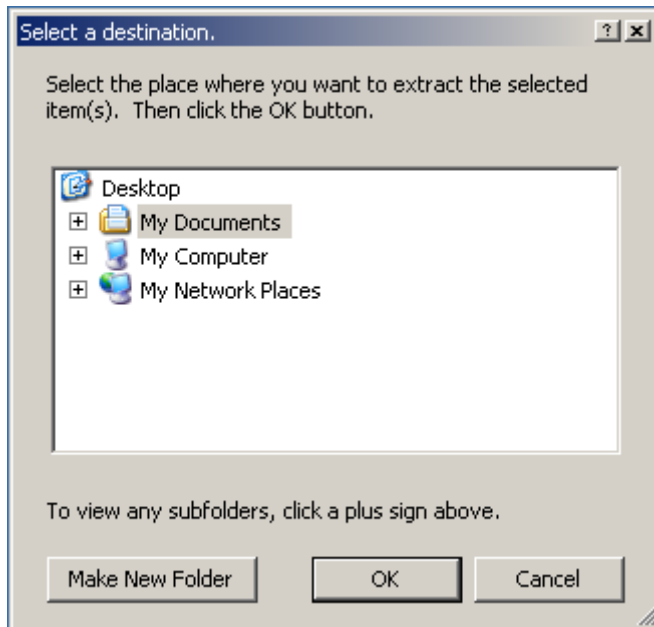 Select a destination.
Select the place where you want to extract the selected
item(s).  Then click the OK button.
Desktop
My Documents
My Computer
My Network Places
To view any subfolders, click a plus sign above.
Make New Folder OK Cancel